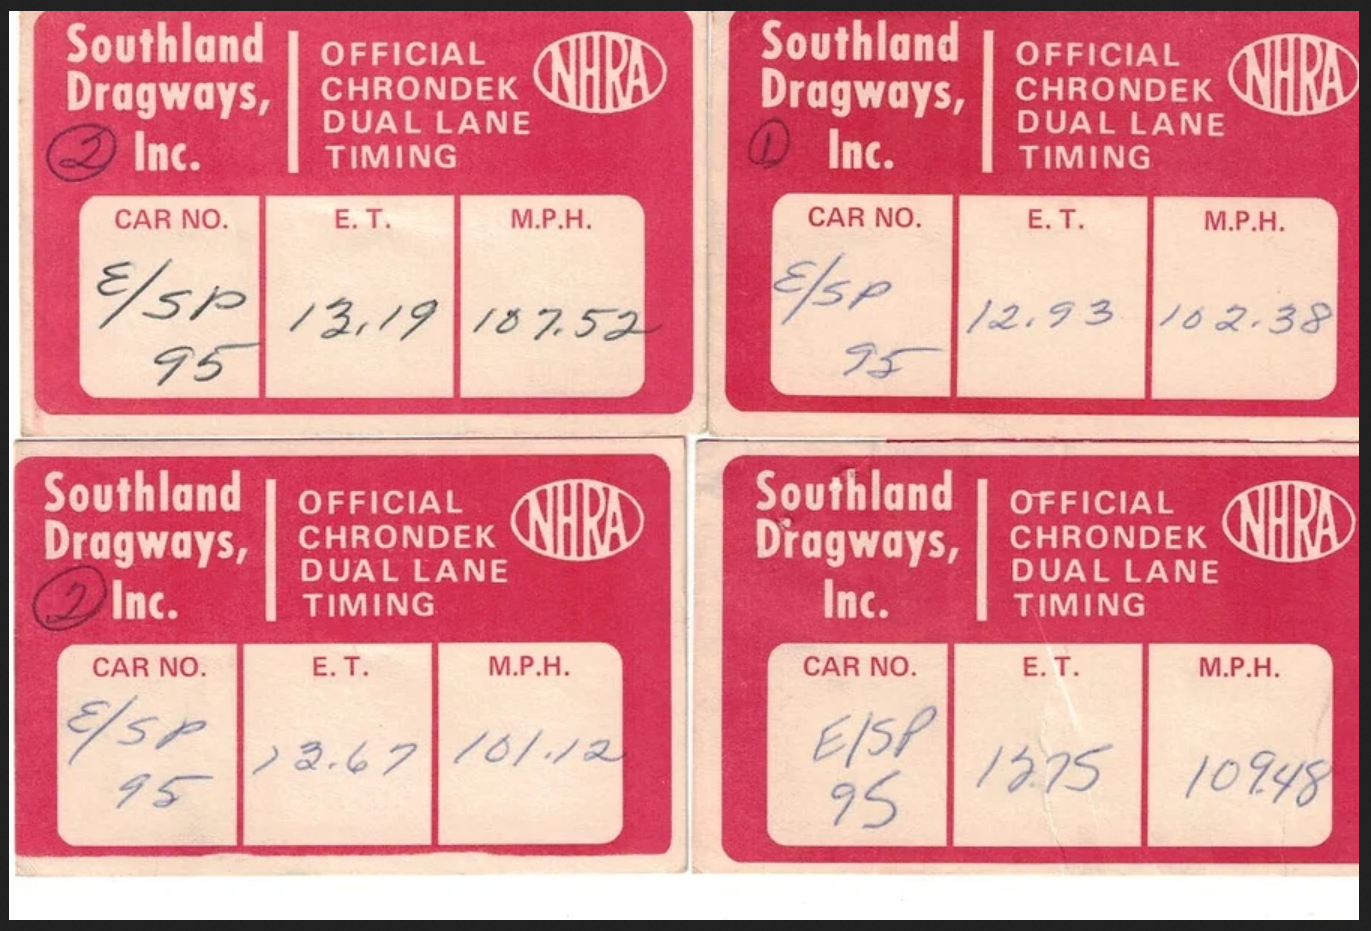 Southland
Dragways,
Inc.
2
OFFICIAL
CHRONDEK
DUAL LANE
TIMING
NHRA
CAR NO. E. T. M.P.H.
E/SP
95
13.19 107.52
Southland
Dragways,
Inc.
1
OFFICIAL
CHRONDEK
DUAL LANE
TIMING
NHRA
CAR NO. E. T. M.P.H.
E/SP
95
12.93 102.38
Southland
Dragways,
Inc.
2
OFFICIAL
CHRONDEK
DUAL LANE
TIMING
NHRA
CAR NO. E. T. M.P.H.
E/SP
95
13.67 101.12
Southland
Dragways,
Inc.
OFFICIAL
CHRONDEK
DUAL LANE
TIMING
NHRA
CAR NO. E. T. M.P.H.
E/SP
95
109.48